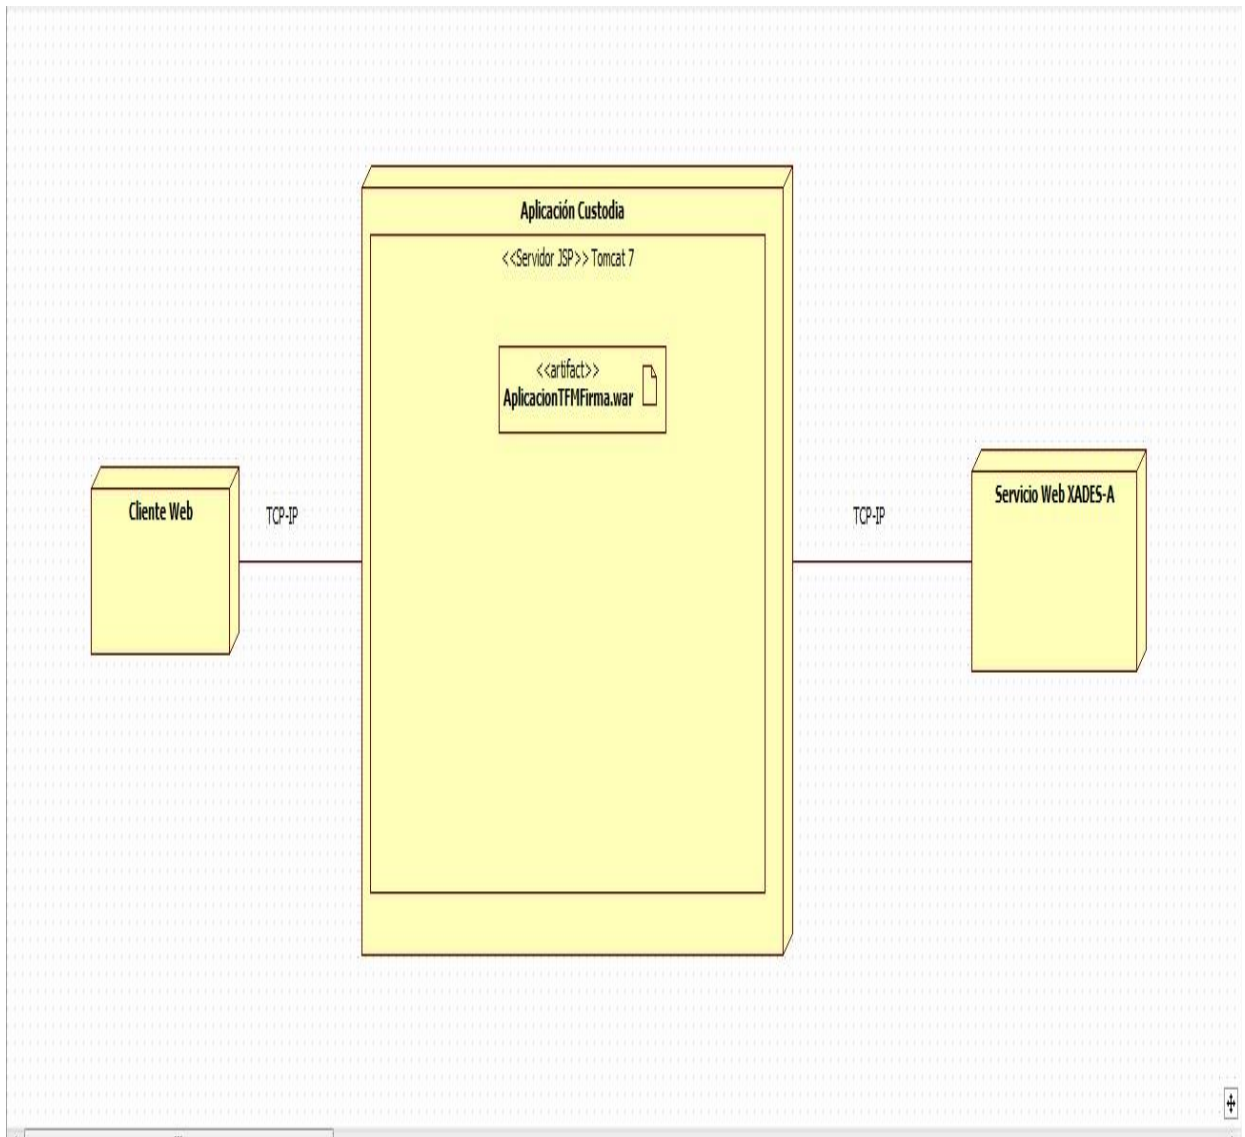 Aplicación Custodia
<<Servidor JSP>> Tomcat 7
<<artifact>>
AplicacionTFMFirma.war
Cliente Web
TCP-IP
TCP-IP
Servicio Web XADES-A